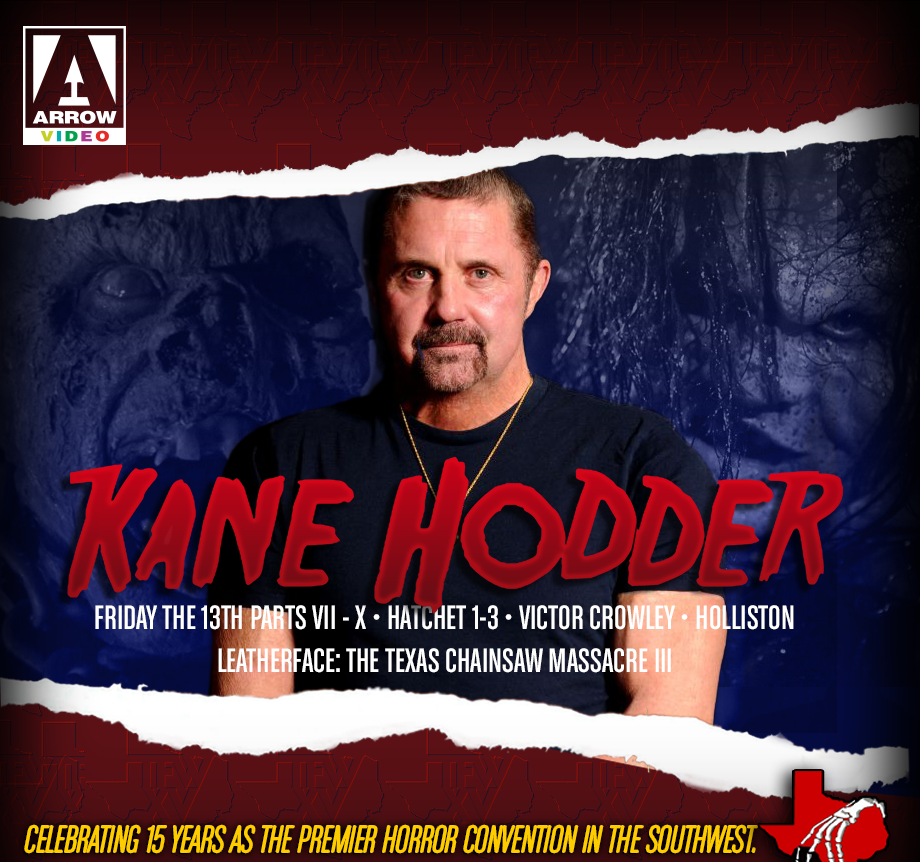 ARROW
VIDEO
KANE HODDER
FRIDAY THE 13TH PARTS VII - X • HATCHET 1-3 • VICTOR CROWLEY • HOLLISTON
LEATHERFACE: THE TEXAS CHAINSAW MASSACRE III
CELEBRATING 15 YEARS AS THE PREMIER HORROR CONVENTION IN THE SOUTHWEST.